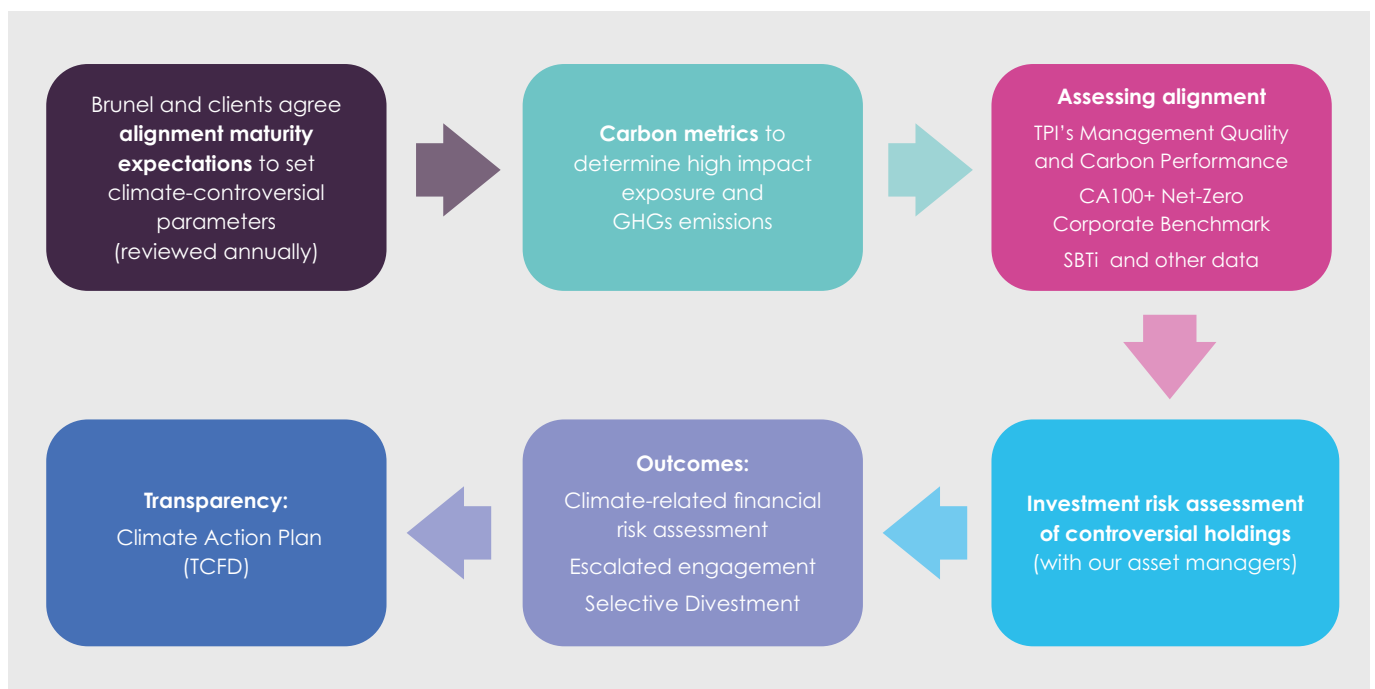 Brunel and clients agree
alignment maturity
expectations to set
climate-controversial
parameters
(reviewed annually)
Carbon metrics to
determine high impact
exposure and
GHGs emissions
Assessing alignment
TPI's Management Quality
and Carbon Performance
CA100+ Net-Zero
Corporate Benchmark
SBTi and other data
Investment risk assessment
of controversial holdings
(with our asset managers)
Outcomes:
Climate-related financial
risk assessment
Escalated engagement
Selective Divestment
Transparency:
Climate Action Plan
(TCFD)